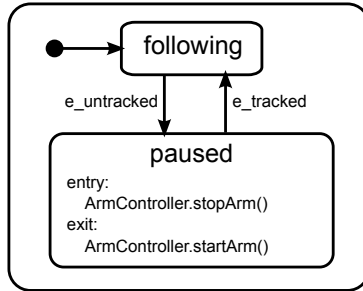 following
e_untracked
e_tracked
paused
entry:
ArmController.stopArm()
exit:
ArmController.startArm()